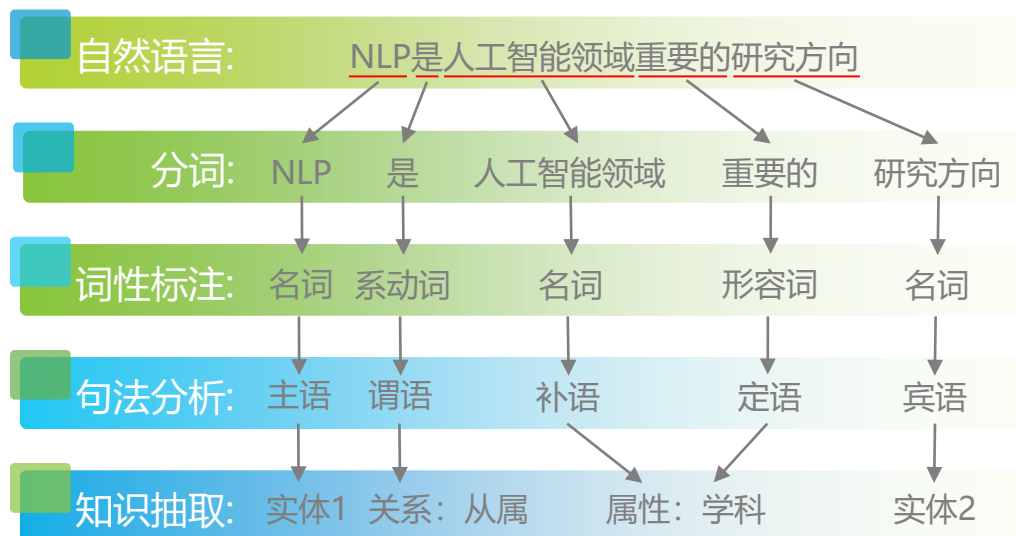 自然语言: NLP是人工智能领域重要的研究方向
分词: NLP 是 人工智能领域 重要的 研究方向
词性标注: 名词 系动词 名词 形容词 名词
句法分析: 主语 谓语 补语 定语 宾语
知识抽取: 实体1 关系：从属 属性：学科 实体2